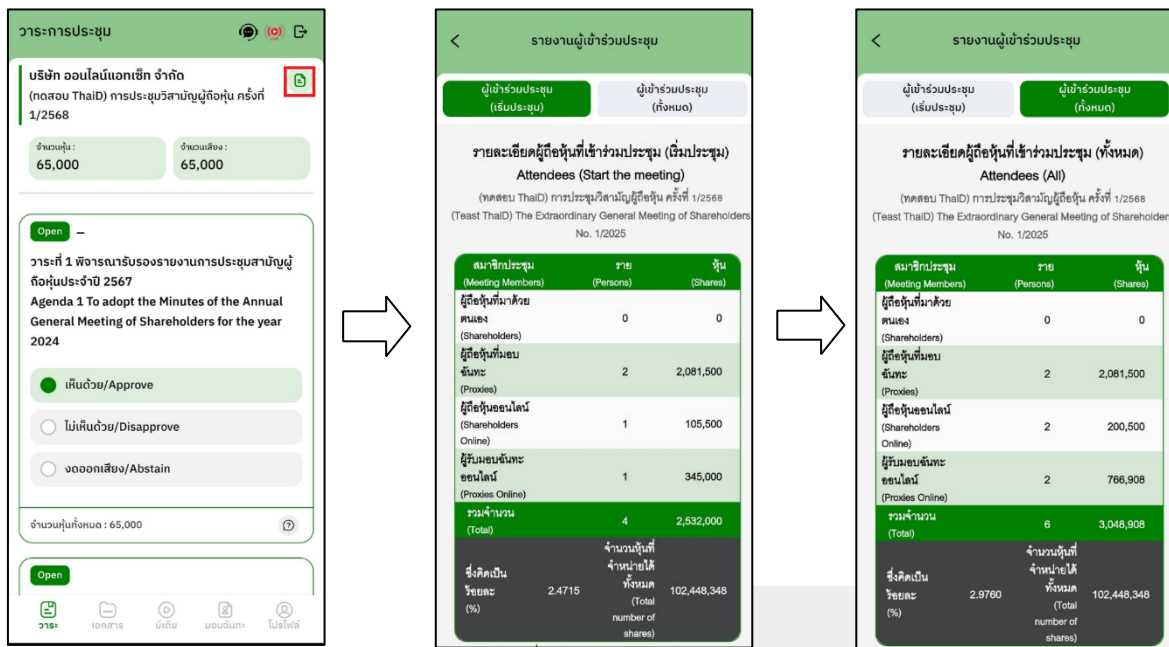 วาระการประชุม
บริษัท ออนไลน์แอทเซ็ท จำกัด
(ทดสอบ ThaiD) การประชุมวิสามัญผู้ถือหุ้น ครั้งที่
1/2568
จำนวนหุ้น :
65,000
จำนวนเสียง :
65,000
Open –
วาระที่ 1 พิจารณารับรองรายงานการประชุมสามัญผู้
ถือหุ้นประจำปี 2567
Agenda 1 To adopt the Minutes of the Annual
General Meeting of Shareholders for the year
2024
เห็นด้วย/Approve
ไม่เห็นด้วย/Disapprove
งดออกเสียง/Abstain
จำนวนหุ้นทั้งหมด : 65,000
Open
วาระ เอกสาร มีเดีย มอบฉันทะ โปรไฟล์
รายงานผู้เข้าร่วมประชุม
ผู้เข้าร่วมประชุม
(เริ่มประชุม)
ผู้เข้าร่วมประชุม
(ทั้งหมด)
รายละเอียดผู้ถือหุ้นที่เข้าร่วมประชุม (เริ่มประชุม)
Attendees (Start the meeting)
(ทดสอบ ThaiD) การประชุมวิสามัญผู้ถือหุ้น ครั้งที่ 1/2568
(Teast ThaiD) The Extraordinary General Meeting of Shareholders
No. 1/2025
สมาชิกประชุม ราย หุ้น
(Meeting Members) (Persons) (Shares)
ผู้ถือหุ้นที่มาด้วย
ตนเอง 0 0
(Shareholders)
ผู้ถือหุ้นที่มอบ
ฉันทะ 2 2,081,500
(Proxies)
ผู้ถือหุ้นออนไลน์
(Shareholders 1 105,500
Online)
ผู้รับมอบฉันทะ
ออนไลน์ 1 345,000
(Proxies Online)
รวมจำนวน
(Total) 4 2,532,000
ซึ่งคิดเป็น
ร้อยละ
(%)
2.4715
จำนวนหุ้นที่
จำหน่ายได้
ทั้งหมด
(Total
number of
shares)
102,448,348
รายงานผู้เข้าร่วมประชุม
ผู้เข้าร่วมประชุม
(เริ่มประชุม)
ผู้เข้าร่วมประชุม
(ทั้งหมด)
รายละเอียดผู้ถือหุ้นที่เข้าร่วมประชุม (ทั้งหมด)
Attendees (All)
(ทดสอบ ThaiD) การประชุมวิสามัญผู้ถือหุ้น ครั้งที่ 1/2568
(Teast ThaiD) The Extraordinary General Meeting of Shareholder
No. 1/2025
สมาชิกประชุม ราย หุ้น
(Meeting Members) (Persons) (Shares)
ผู้ถือหุ้นที่มาด้วย
ตนเอง 0 0
(Shareholders)
ผู้ถือหุ้นที่มอบ
ฉันทะ 2 2,081,500
(Proxies)
ผู้ถือหุ้นออนไลน์
(Shareholders 2 200,500
Online)
ผู้รับมอบฉันทะ
ออนไลน์ 2 766,908
(Proxies Online)
รวมจำนวน
(Total) 6 3,048,908
ซึ่งคิดเป็น
ร้อยละ
(%)
2.9760
จำนวนหุ้นที่
จำหน่ายได้
ทั้งหมด
(Total
number of
shares)
102,448,348